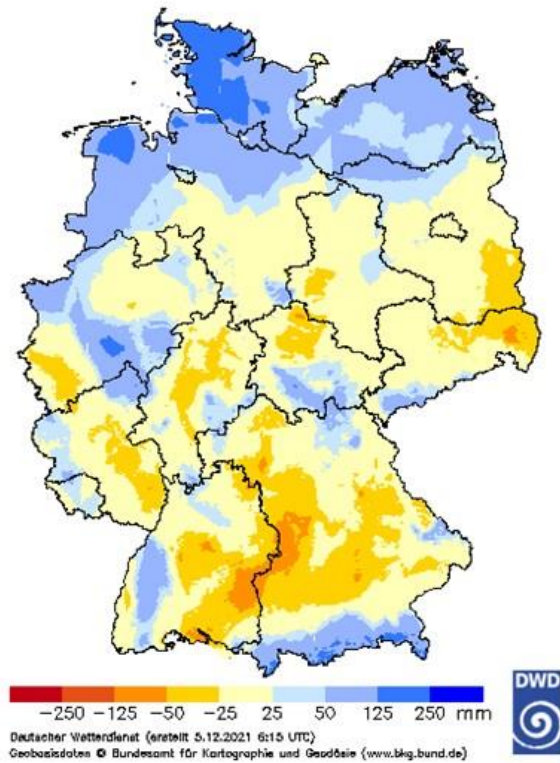 -250 -125 -50 -25 25 50 125 250 mm
DWD
Deutscher Wetterdienst (erstellt 5.12.2021 6:15 UTC)
Geobasisdaten © Bundesamt für Kartographie und Geodäsie (www.bkg.bund.de)